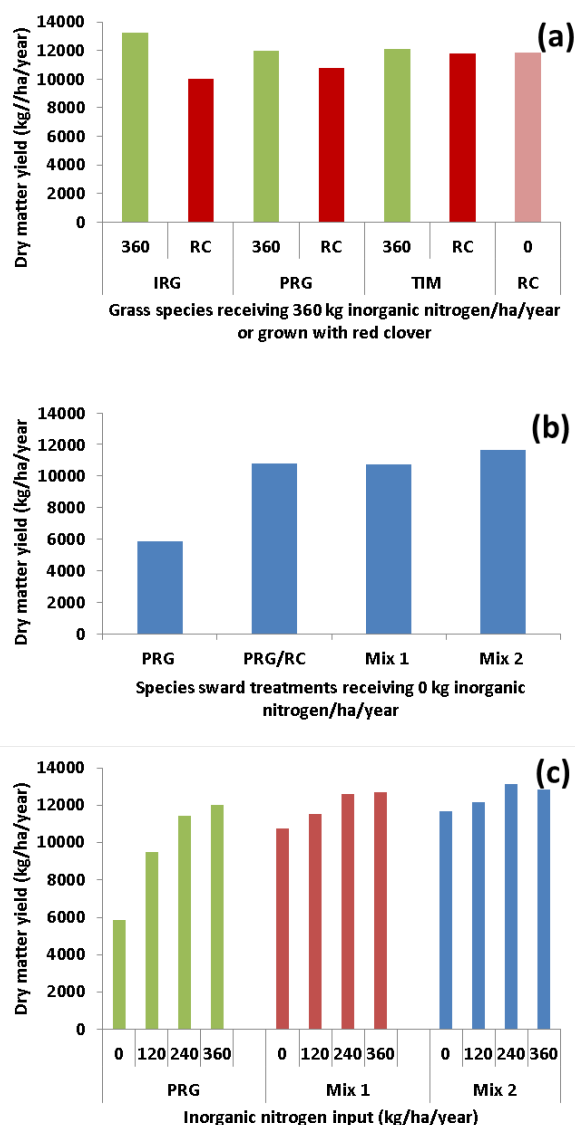 (a)
Dry matter yield (kg//ha/year)
14000
12000
10000
8000
6000
4000
2000
0
360 RC 360 RC 360 RC 0
IRG PRG TIM RC
Grass species receiving 360 kg inorganic nitrogen/ha/year
or grown with red clover
(b)
Dry matter yield (kg/ha/year
14000
12000
10000
8000
6000
4000
2000
0
PRG PRG/RC Mix 1 Mix 2
Species sward treatments receiving 0 kg inorganic
nitrogen/ha/year
(c)
Dry matter yield (kg/ha/year)
14000
12000
10000
8000
6000
4000
2000
0
0 120 240 360 0 120 240 360 0 120 240 360
PRG Mix 1 Mix 2
Inorganic nitrogen input (kg/ha/year)